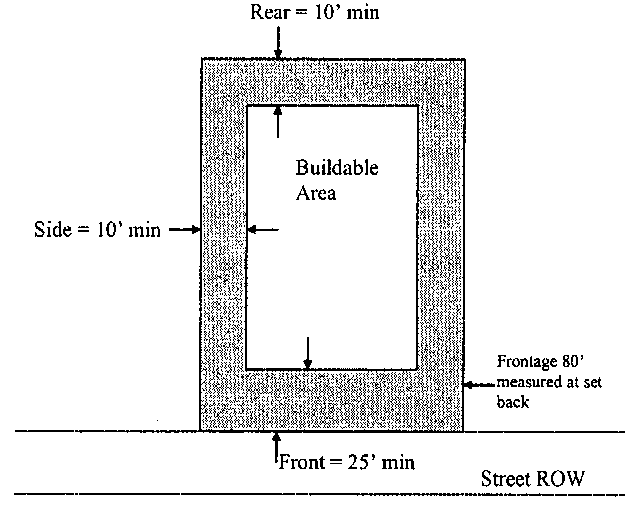 Rear = 10’ min
Buildable
Area
Side = 10’ min
Frontage 80’
measured at set
back
Front = 25’ min
Street ROW